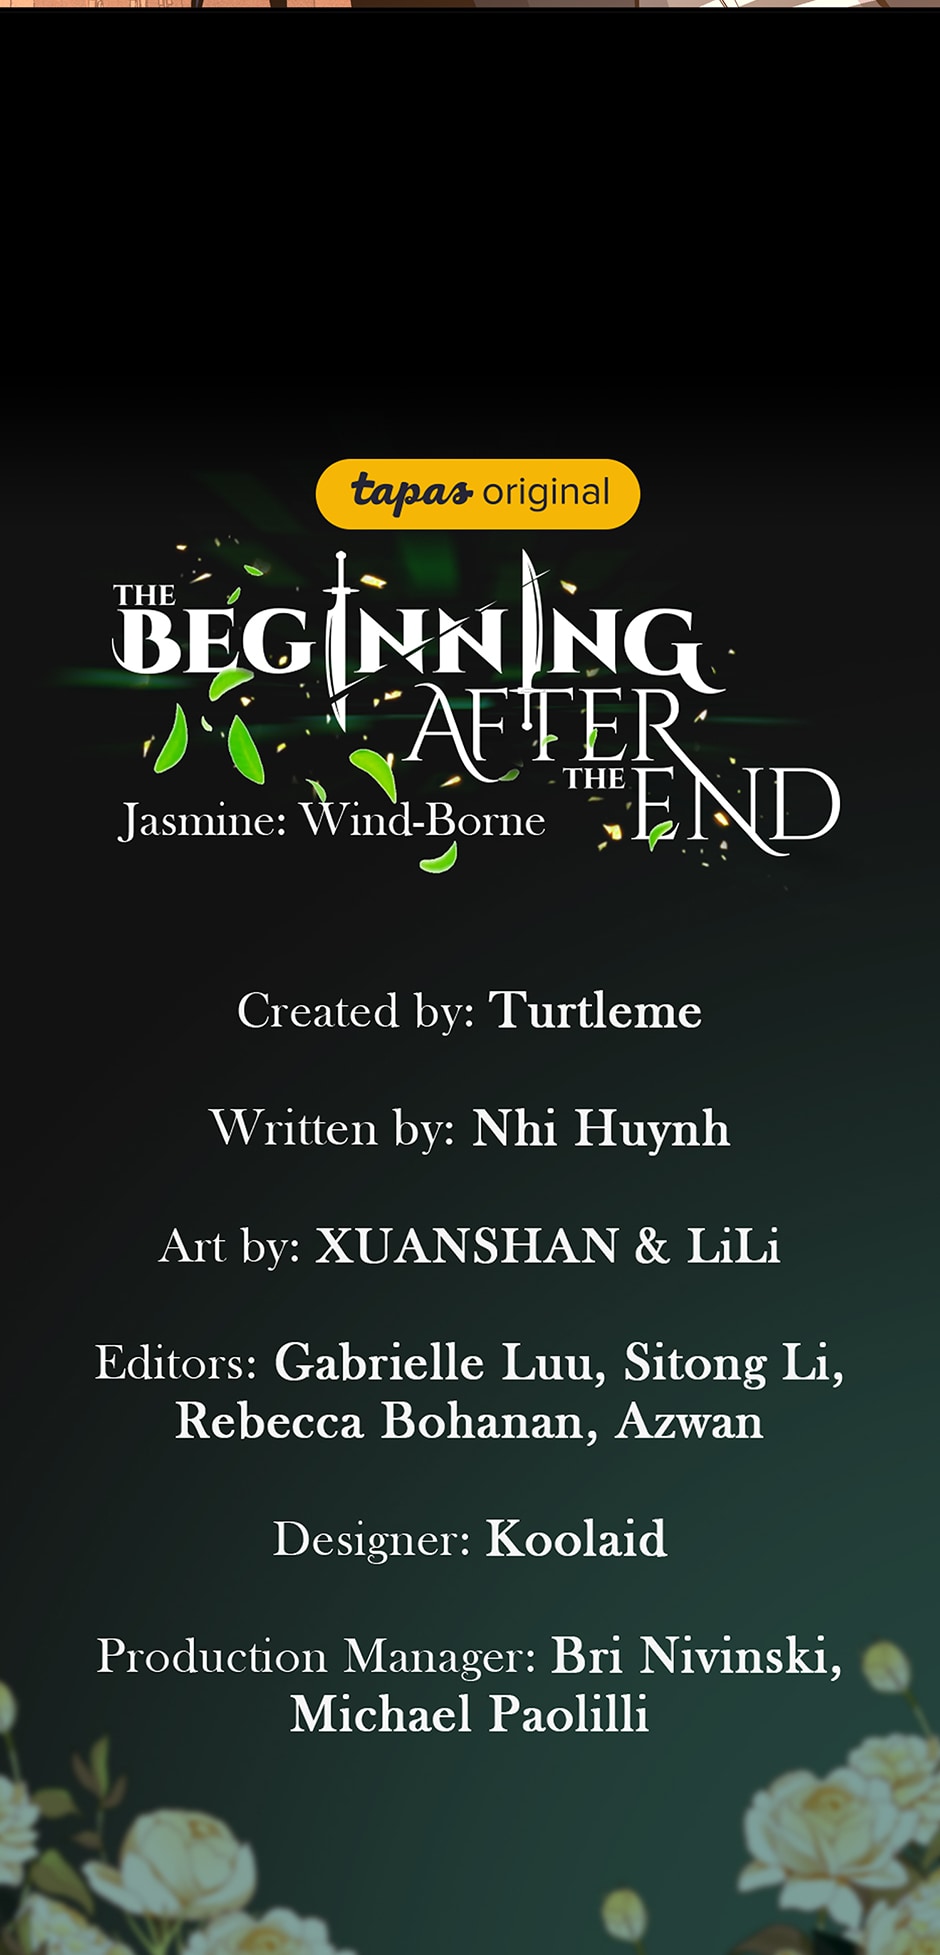 tapas original
THE
BEGINNING
AFTER
THE END
Jasmine: Wind-Borne
Created by: Turtleme
Written by: Nhi Huynh
Art by: XUANSHAN & LiLi
Editors: Gabrielle Luu, Sitong Li,
Rebecca Bohanan, Azwan
Designer: Koolaid
Production Manager: Bri Nivinski,
Michael Paolilli